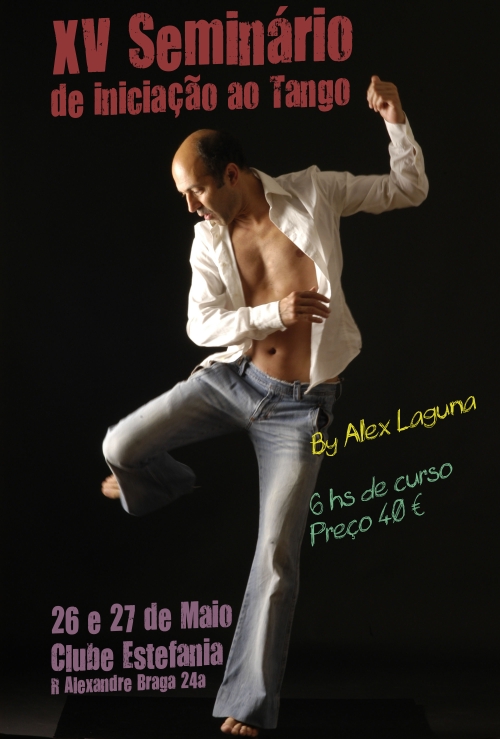 XV Seminário
de iniciação ao Tango
By Alex Laguna
6 hs de curso
Preço 40 €
26 e 27 de Maio
Clube Estefania
R Alexandre Braga 24a